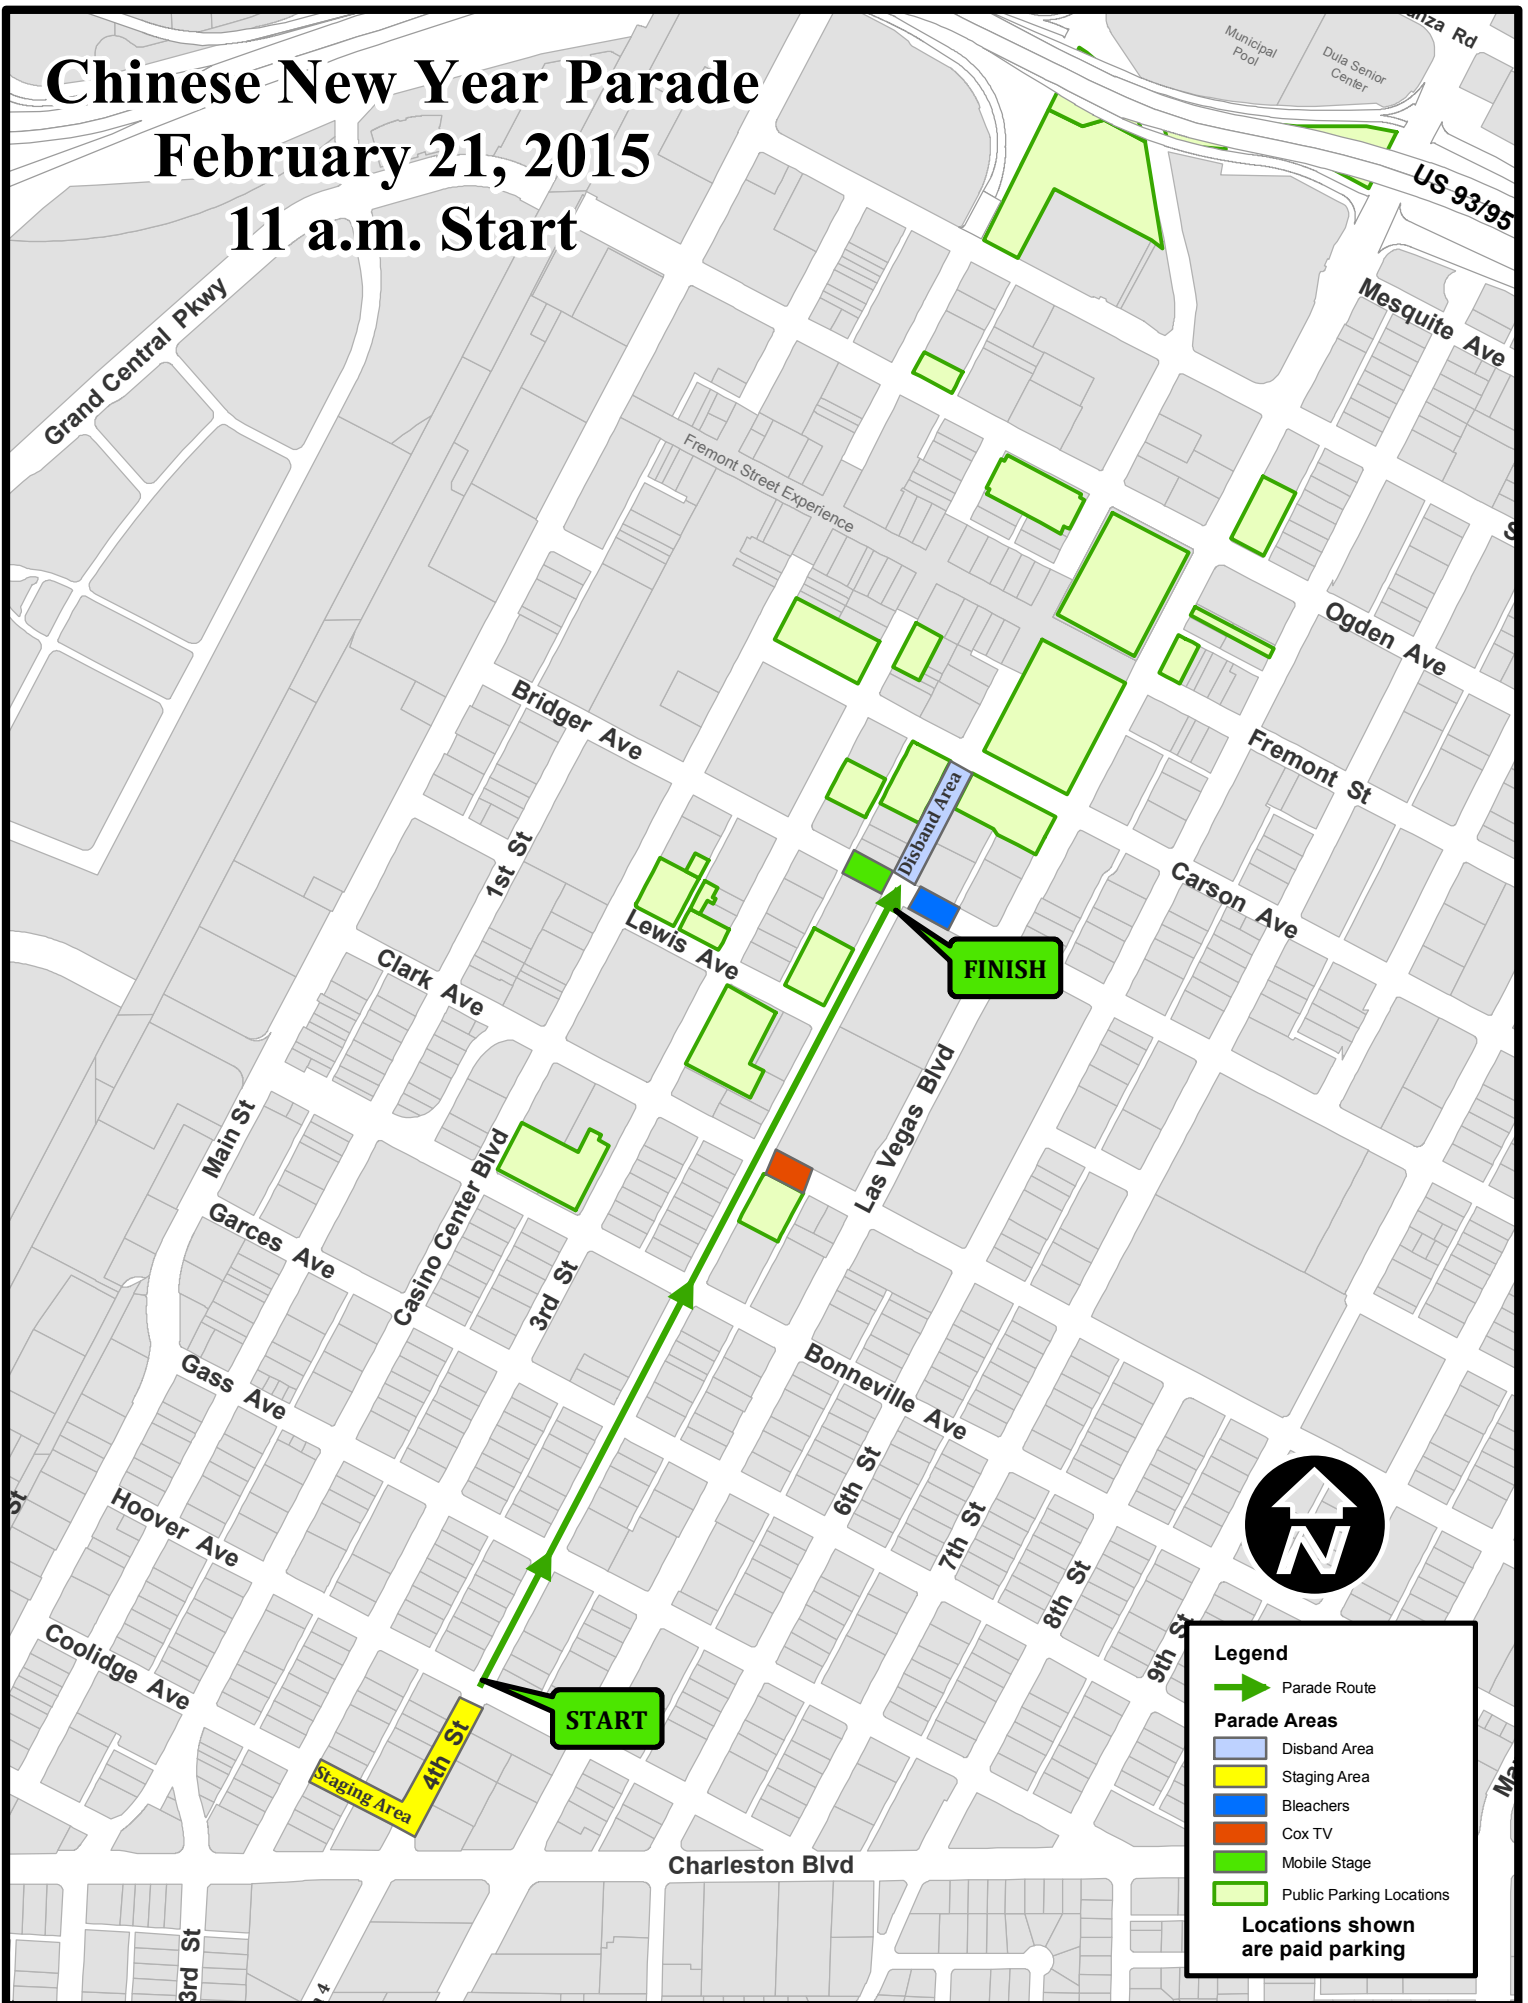 Chinese New Year Parade
February 21, 2015
11 a.m. Start
Municipal
Pool
Dula Senior
Center
Rd
US 93/95
Mesquite Ave
Grand Central Pkwy
Fremont Street Experience
Ogden Ave
Bridger Ave
Fremont St
Disband Area
1st St
Carson Ave
Lewis Ave
Clark Ave
FINISH
Las Vegas Blvd
Main St
Casino Center Blvd
Garces Ave
3rd St
Bonneville Ave
Gass Ave
6th St
Hoover Ave
7th St
8th St
9th St
St
Coolidge Ave
START
4th St
Staging Area
Charleston Blvd
3rd St
4
Legend
Parade Route
Parade Areas
Disband Area
Staging Area
Bleachers
Cox TV
Mobile Stage
Public Parking Locations
Locations shown
are paid parking
N